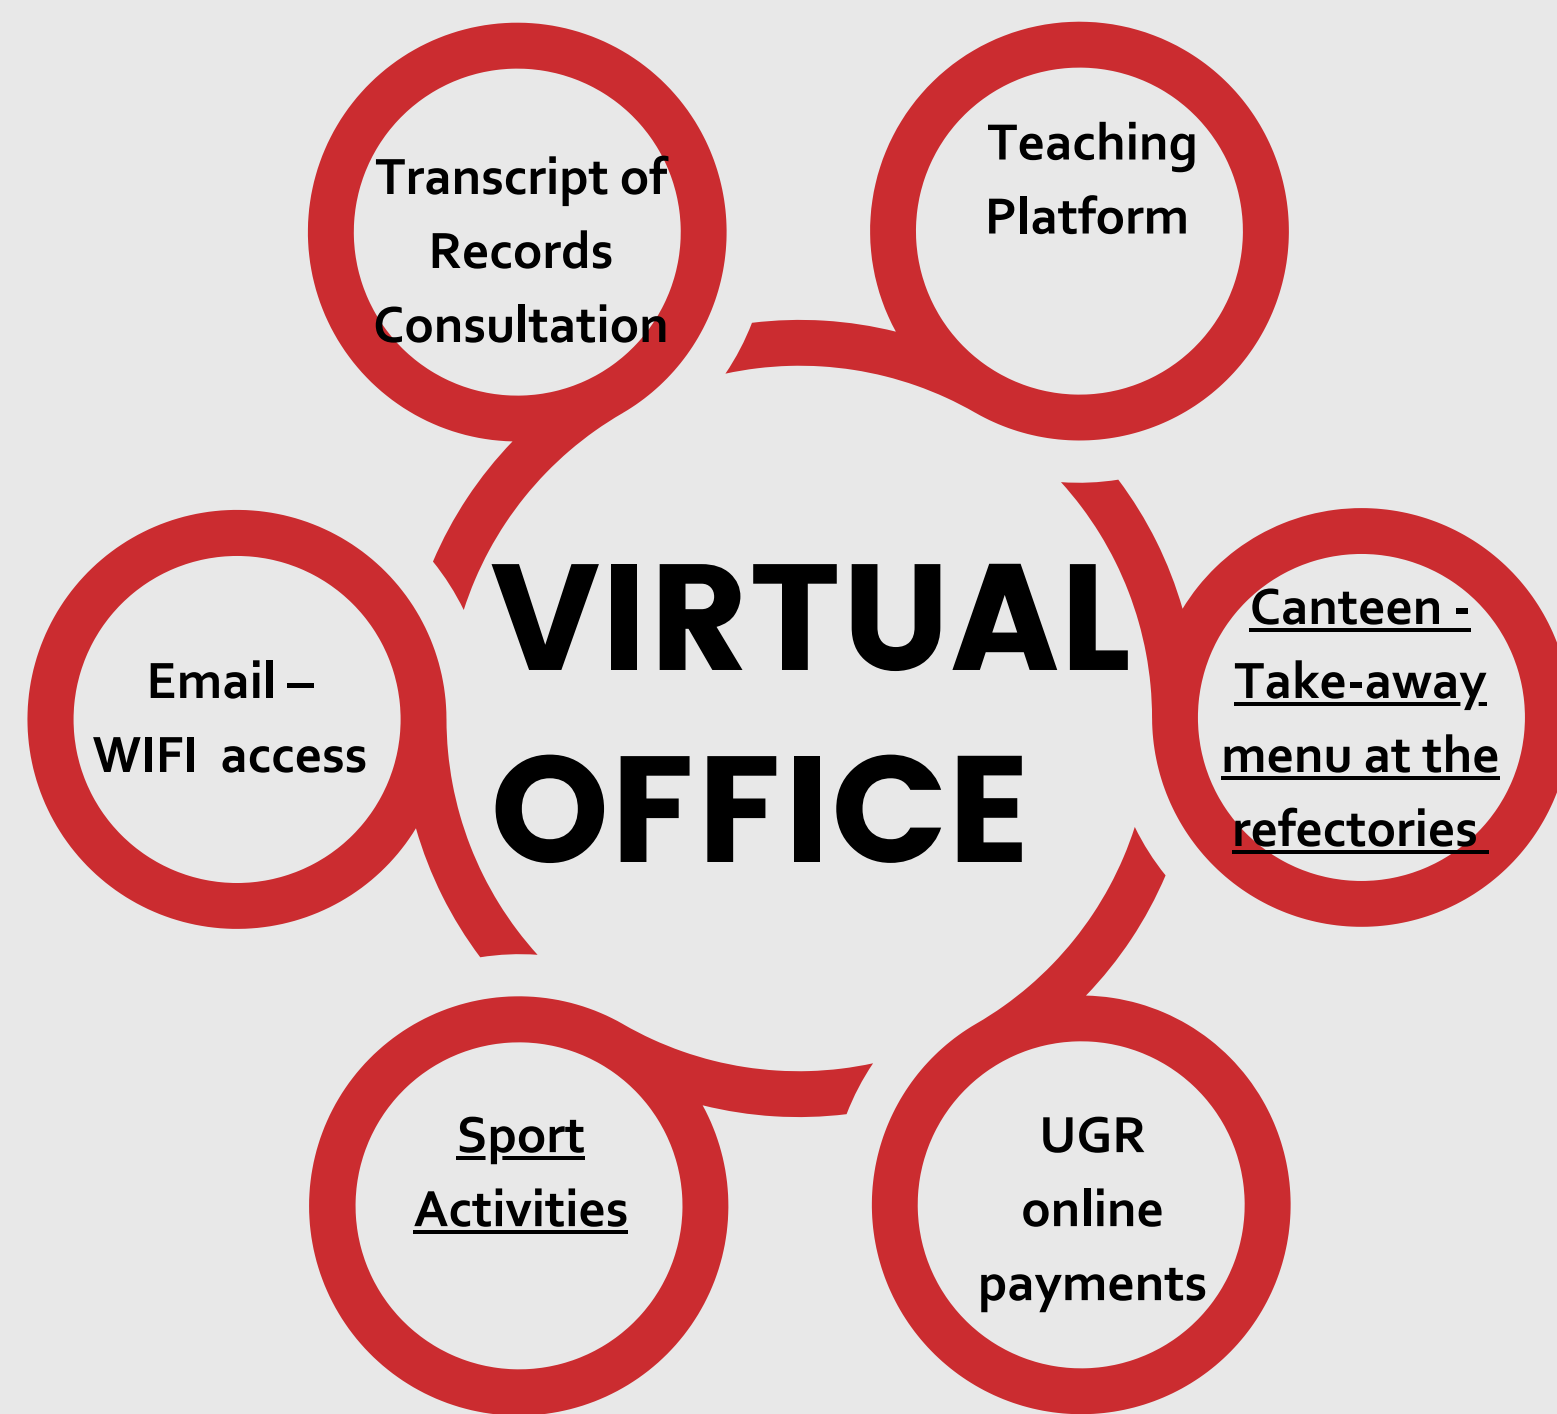 Transcript of
Records
Consultation
Teaching
Platform
Email –
WIFI access
VIRTUAL
OFFICE
Canteen -
Take-away
menu at the
refectories
Sport
Activities
UGR
online
payments